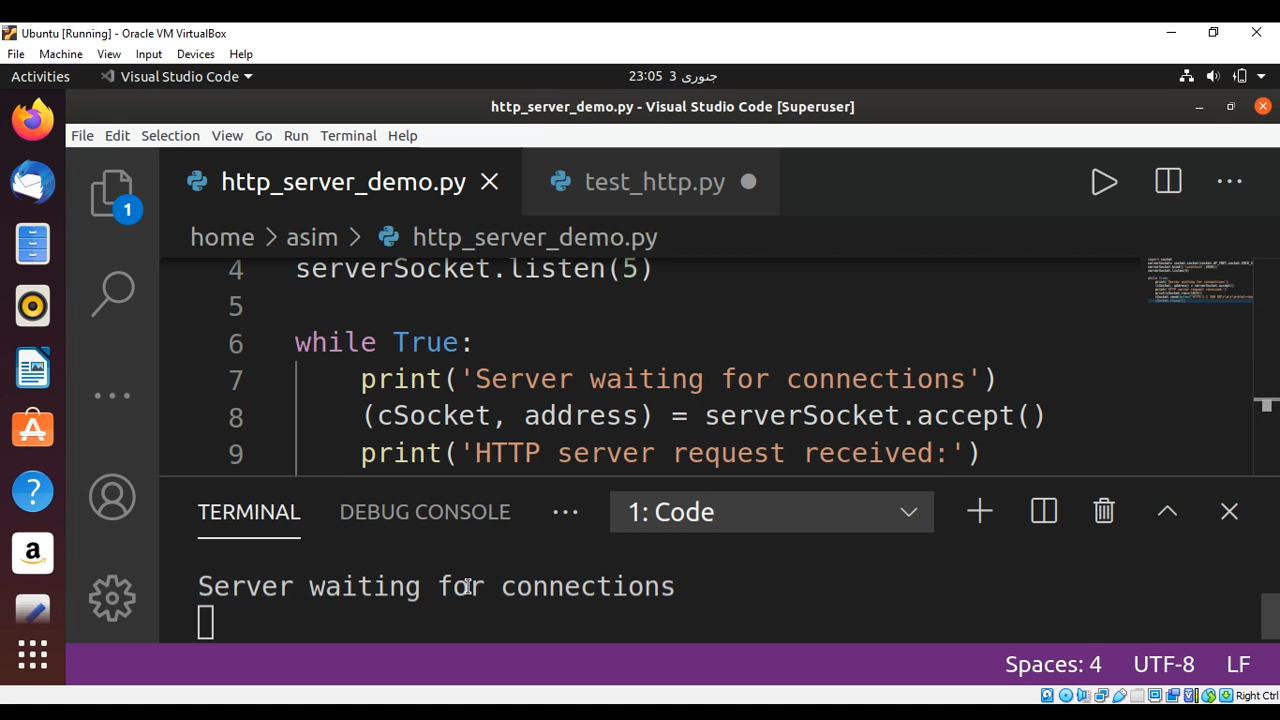 Ubuntu [Running] - Oracle VM VirtualBox
File Machine View Input Devices Help
Activities Visual Studio Code 23:05 3 جنوری
http_server_demo.py - Visual Studio Code [Superuser]
File Edit Selection View Go Run Terminal Help
http_server_demo.py test_http.py
1
home > asim > http_server_demo.py
4 serverSocket.listen(5)
5
6 while True:
7 print('Server waiting for connections')
8 (cSocket, address) = serverSocket.accept()
9 print('HTTP server request received:')
TERMINAL DEBUG CONSOLE ... 1: Code
Server waiting for connections
Spaces: 4 UTF-8 LF
Right Ctrl